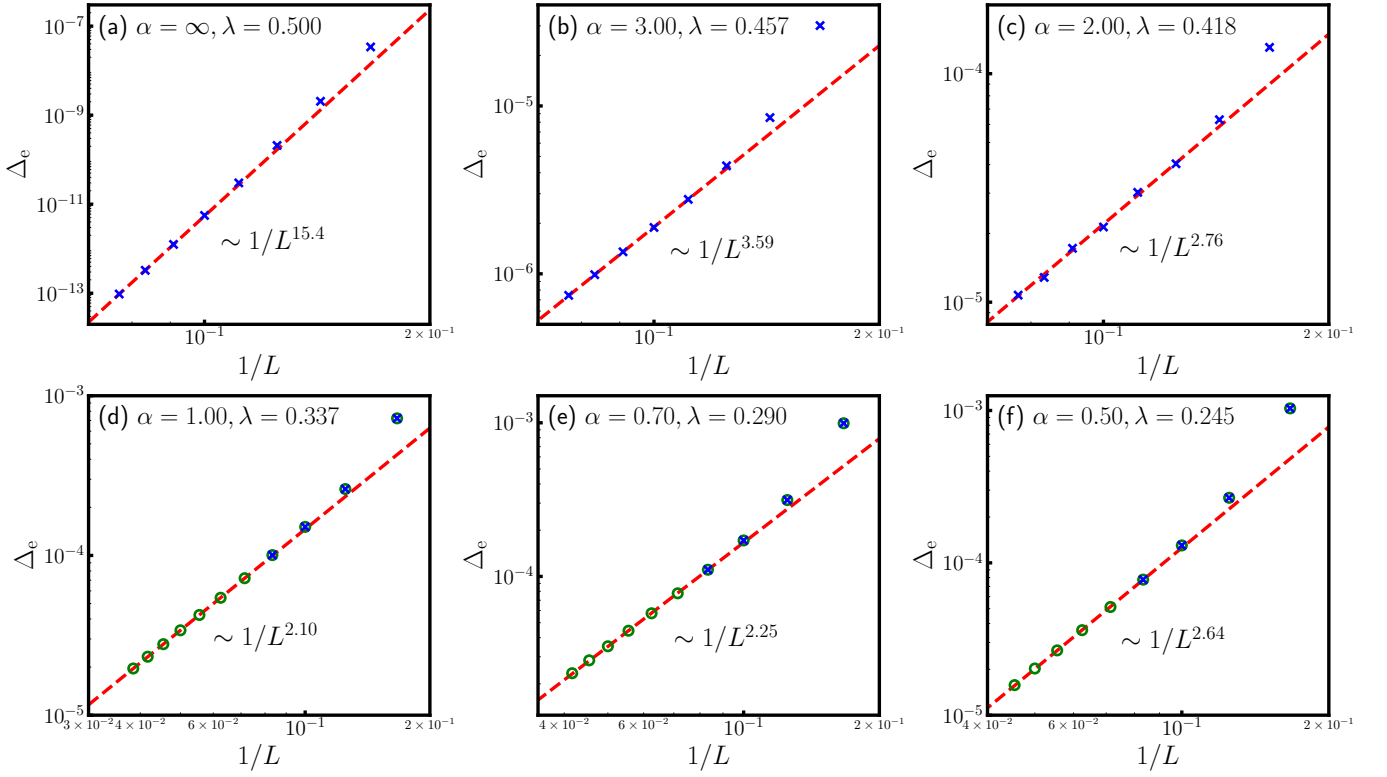 (a) α = ∞, λ = 0.500
10⁻⁷
10⁻⁹
10⁻¹¹
10⁻¹³
Δₑ
∼ 1/L¹⁵·⁴
10⁻¹
2 × 10⁻¹
1/L
(b) α = 3.00, λ = 0.457
10⁻⁵
10⁻⁶
Δₑ
∼ 1/L³·⁵⁹
10⁻¹
2 × 10⁻¹
1/L
(c) α = 2.00, λ = 0.418
10⁻⁴
10⁻⁵
Δₑ
∼ 1/L²·⁷⁶
10⁻¹
2 × 10⁻¹
1/L
(d) α = 1.00, λ = 0.337
10⁻³
10⁻⁴
10⁻⁵
Δₑ
∼ 1/L²·¹⁰
3 × 10⁻²
4 × 10⁻²
6 × 10⁻²
10⁻¹
2 × 10⁻¹
1/L
(e) α = 0.70, λ = 0.290
10⁻³
10⁻⁴
Δₑ
∼ 1/L²·²⁵
4 × 10⁻²
6 × 10⁻²
10⁻¹
2 × 10⁻¹
1/L
(f) α = 0.50, λ = 0.245
10⁻³
10⁻⁴
10⁻⁵
Δₑ
∼ 1/L²·⁶⁴
4 × 10⁻²
6 × 10⁻²
10⁻¹
2 × 10⁻¹
1/L